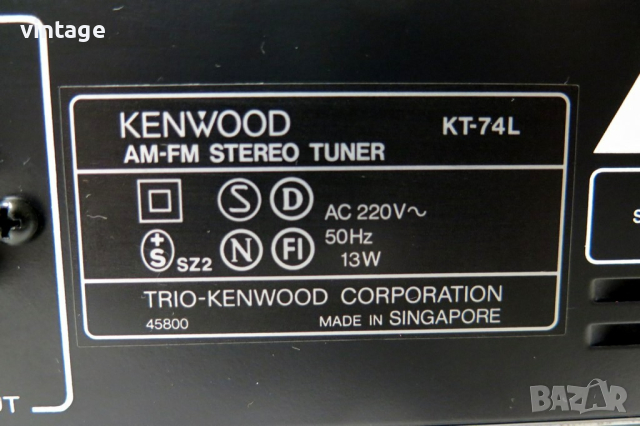 vintage
KENWOOD KT-74L
AM-FM STEREO TUNER
S D AC 220V~
+S SZ2 N FI 50Hz
13W
TRIO-KENWOOD CORPORATION
45800 MADE IN SINGAPORE
BAZAR